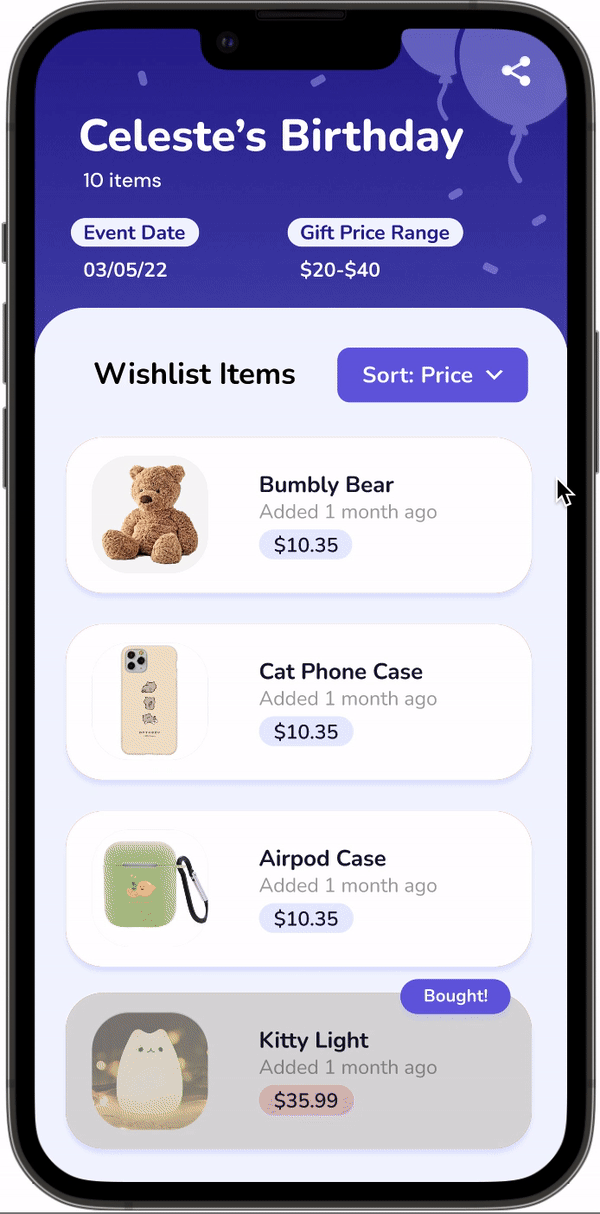 Celeste’s Birthday
10 items
Event Date
Gift Price Range
03/05/22
$20-$40
Wishlist Items
Sort: Price
Bumbly Bear
Added 1 month ago
$10.35
Cat Phone Case
Added 1 month ago
$10.35
Airpod Case
Added 1 month ago
$10.35
Bought!
Kitty Light
Added 1 month ago
$35.99